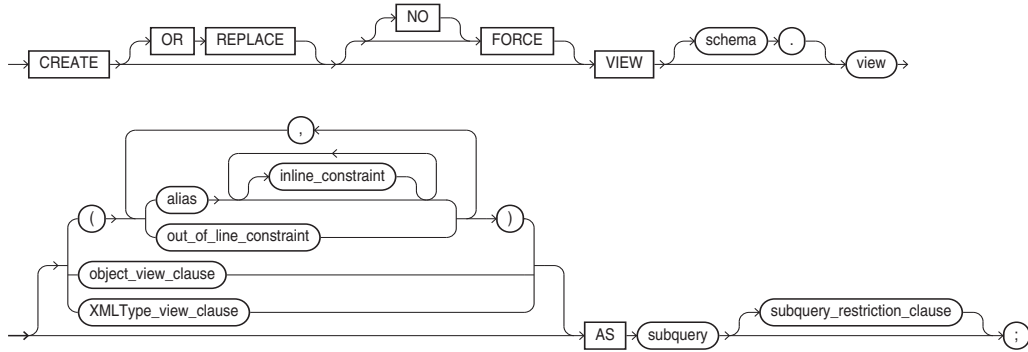 NO
OR REPLACE FORCE schema .
CREATE VIEW view
,
inline_constraint
alias
( )
out_of_line_constraint
object_view_clause
XMLType_view_clause
subquery_restriction_clause
AS subquery ;